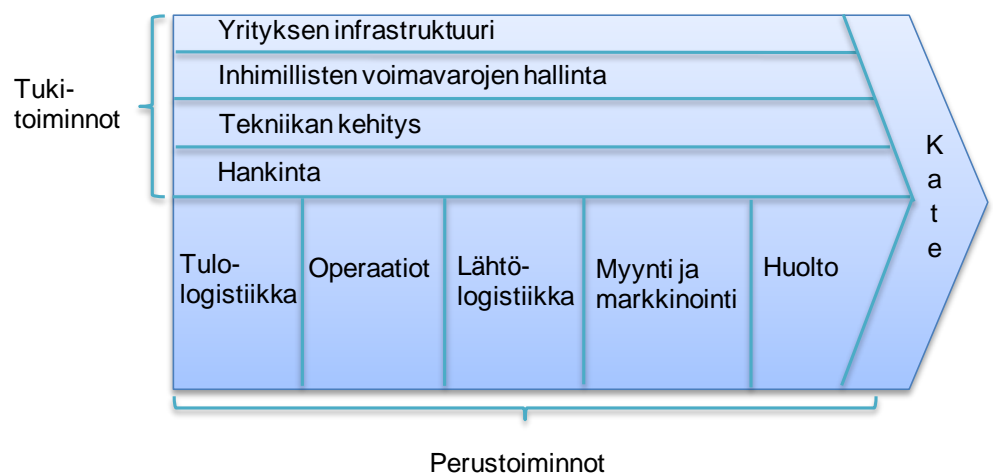 Yrityksen infrastruktuuri
Inhimillisten voimavarojen hallinta
Tuki-
toiminnot
Tekniikan kehitys
Hankinta
Kate
Tulo-
logistiikka
Operaatiot
Lähtö-
logistiikka
Myynti ja
markkinointi
Huolto
Perustoiminnot